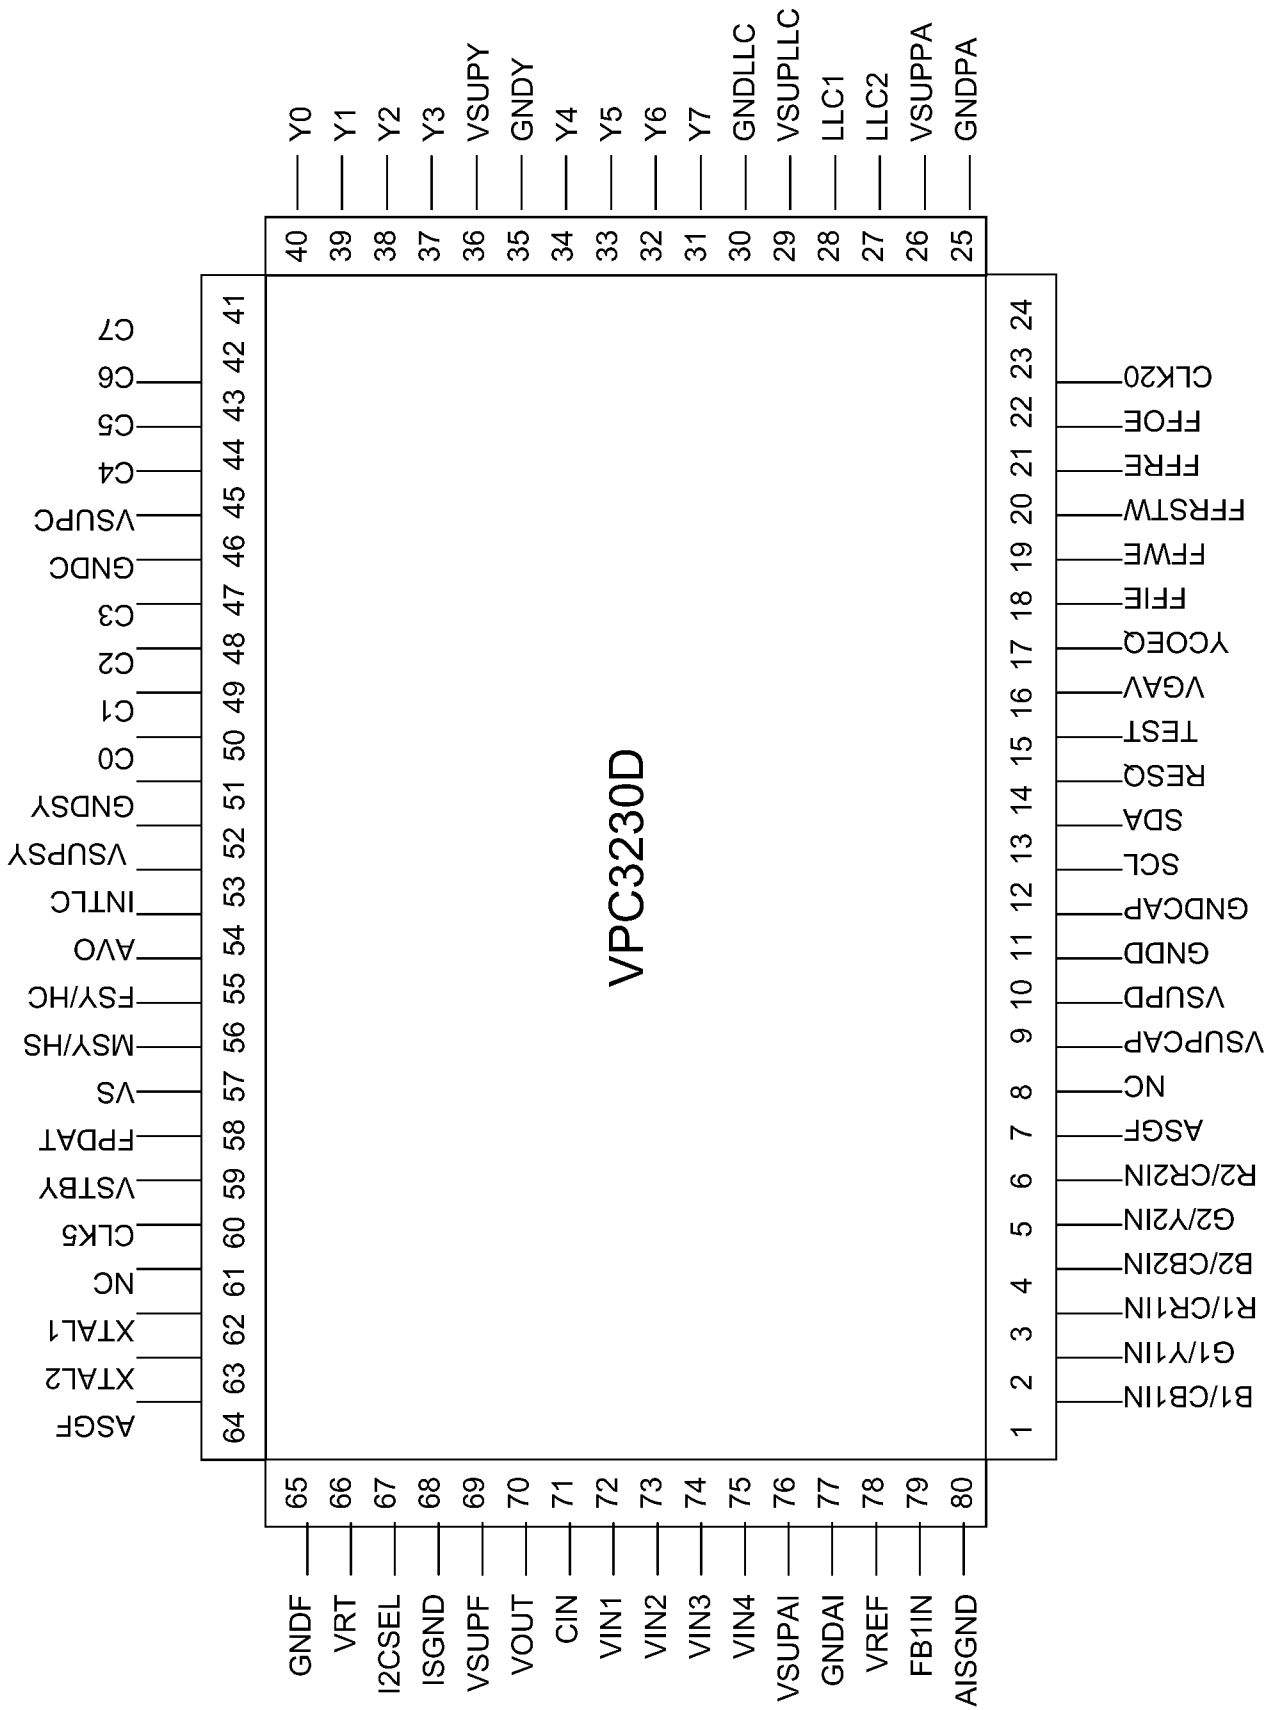 Y0
Y1
Y2
Y3
VSUPY
GNDY
Y4
Y5
Y6
Y7
GNDLLC
VSUPLLC
LLC1
LLC2
VSUPPA
GNDPA
40
39
38
37
36
35
34
33
32
31
30
29
28
27
26
25
C7
C6
C5
C4
VSUPC
GNDC
C3
C2
C1
C0
GNDSY
VSUPSY
INTLC
AVO
FSY/HC
MSY/HS
VS
FPDAT
VSTBY
CLK5
NC
XTAL1
XTAL2
ASGF
41
42
43
44
45
46
47
48
49
50
51
52
53
54
55
56
57
58
59
60
61
62
63
64
VPC3230D
24
23
22
21
20
19
18
17
16
15
14
13
12
11
10
9
8
7
6
5
4
3
2
1
CLK20
FFOE
FFRE
FFRSTW
FFWE
FFIE
YCOEQ
VGAV
TEST
RESQ
SDA
SCL
GNDCAP
GNDD
VSUPD
VSUPCAP
NC
ASGF
R2/CR2IN
G2/Y2IN
B2/CB2IN
R1/CR1IN
G1/Y1IN
B1/CB1IN
65
66
67
68
69
70
71
72
73
74
75
76
77
78
79
80
GNDF
VRT
I2CSEL
ISGND
VSUPF
VOUT
CIN
VIN1
VIN2
VIN3
VIN4
VSUPAI
GNDAI
VREF
FB1IN
AISGND